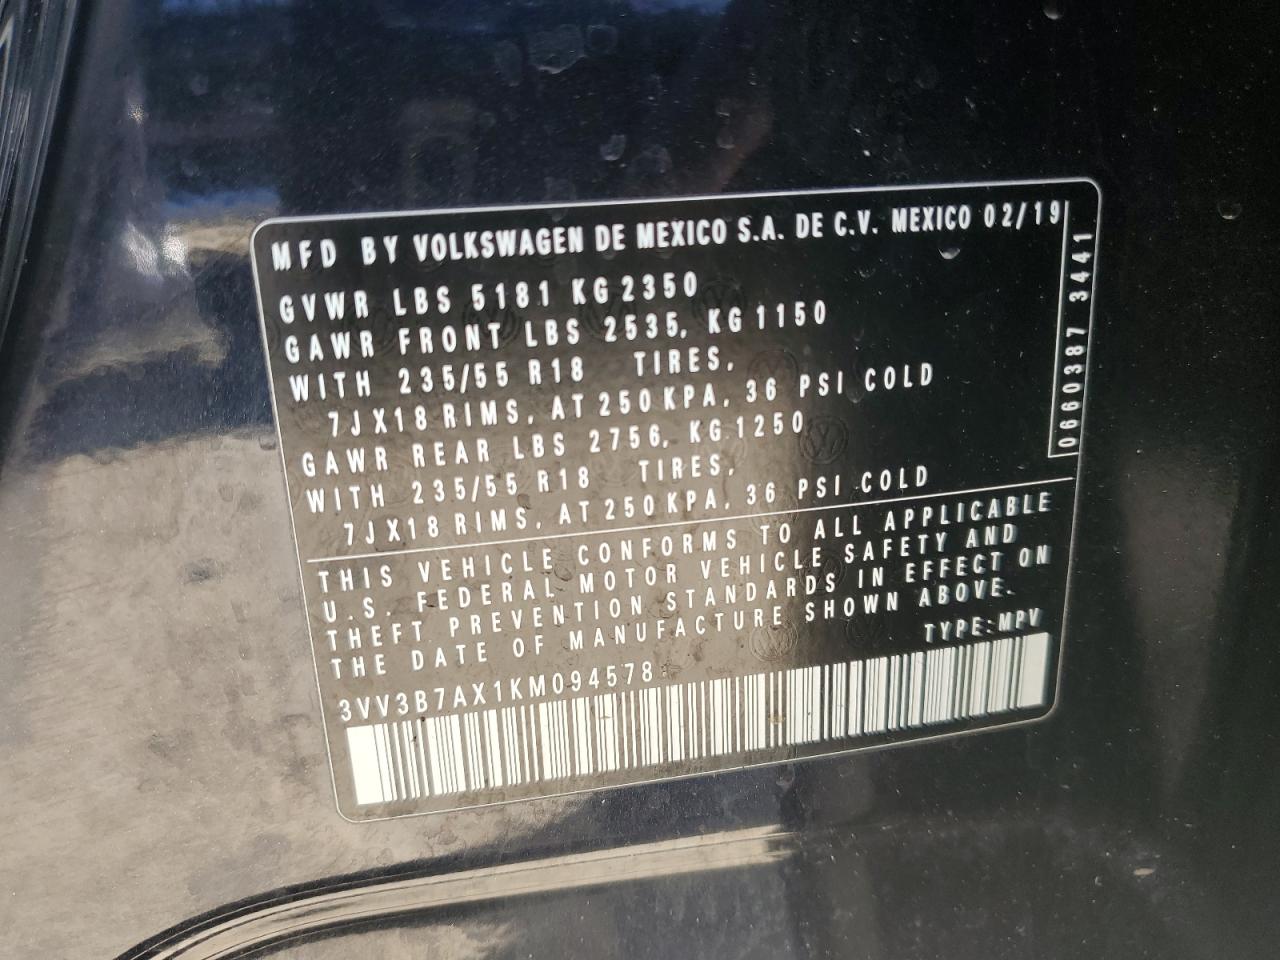 MFD BY VOLKSWAGEN DE MEXICO S.A. DE C.V. MEXICO 02/19
GVWR LBS 5181 KG 2350
GAWR FRONT LBS 2535, KG 1150
WITH 235/55 R18 TIRES,
7JX18 RIMS, AT 250 KPA, 36 PSI COLD
GAWR REAR LBS 2756, KG 1250
WITH 235/55 R18 TIRES,
7JX18 RIMS, AT 250 KPA, 36 PSI COLD
0660387 3441
THIS VEHICLE CONFORMS TO ALL APPLICABLE
U.S. FEDERAL MOTOR VEHICLE SAFETY AND
THEFT PREVENTION STANDARDS IN EFFECT ON
THE DATE OF MANUFACTURE SHOWN ABOVE.
TYPE: MPV
3VV3B7AX1KM094578